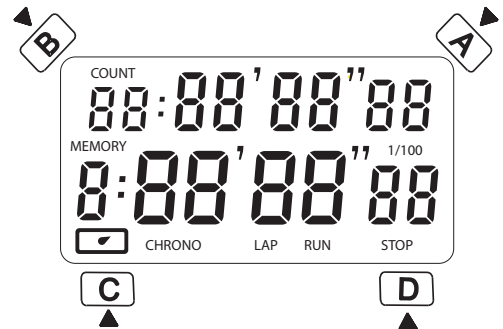 B A
COUNT
88:88'88"88
MEMORY 1/100
8:88'88"88
CHRONO LAP RUN STOP
C D